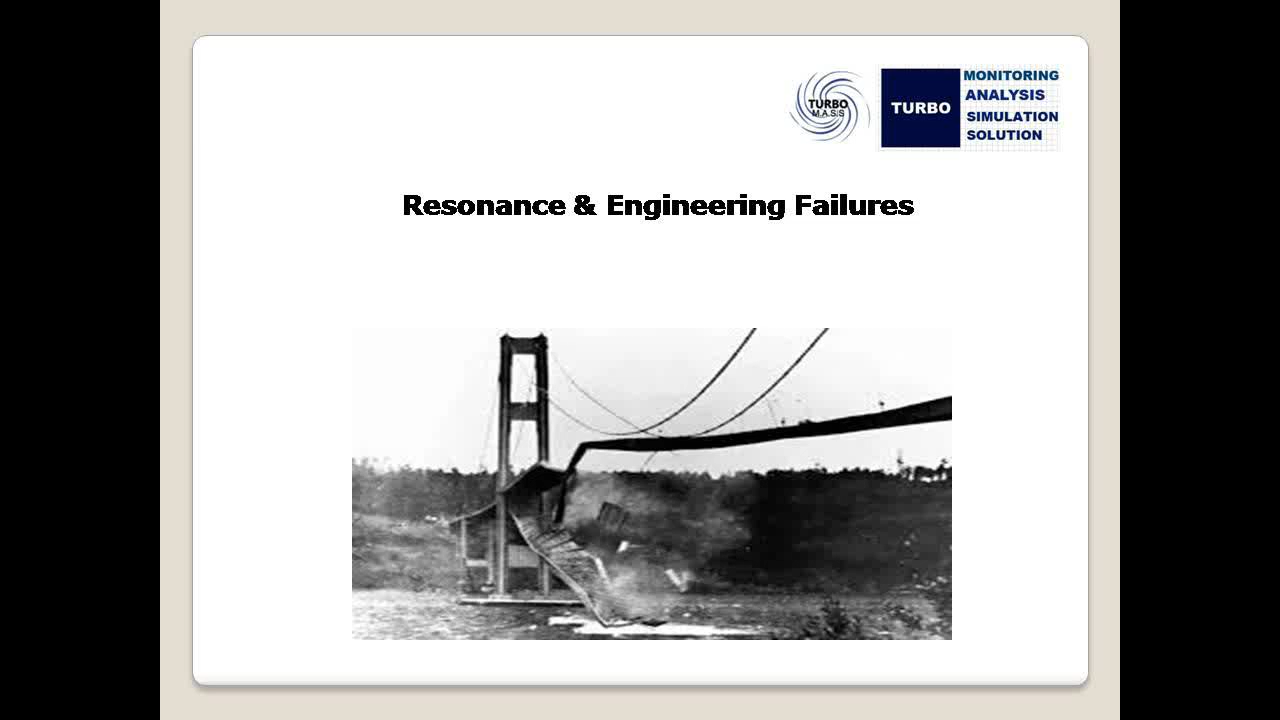 TURBO
M.A.S.S
TURBO
MONITORING
ANALYSIS
SIMULATION
SOLUTION
Resonance & Engineering Failures